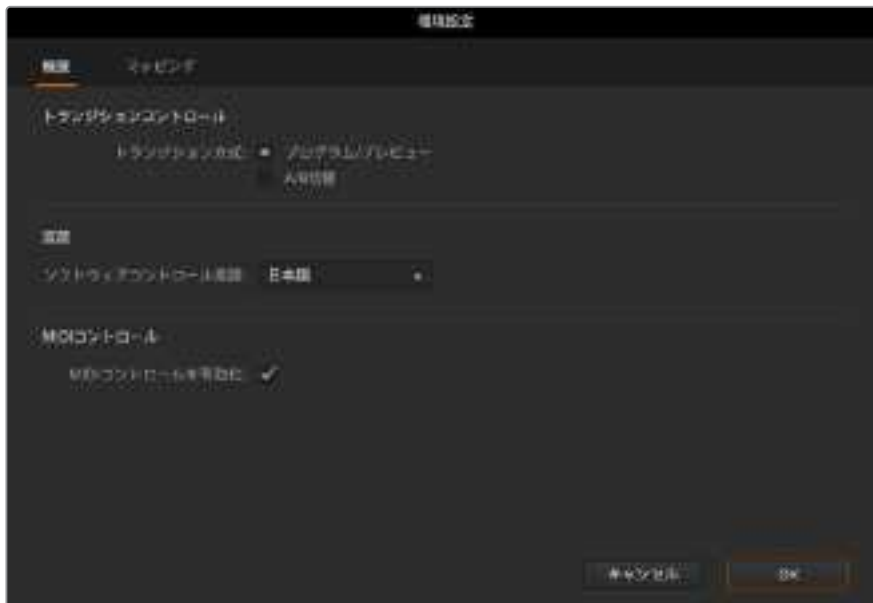 環境設定
マッピング
トランジションコントロール
トランジション方式: プログラム/プレビュー
A/B切替
言語
ソフトウェアコントロール言語: 日本語
MIDIコントロール
MIDIコントロールを有効化: ✓
キャンセル OK